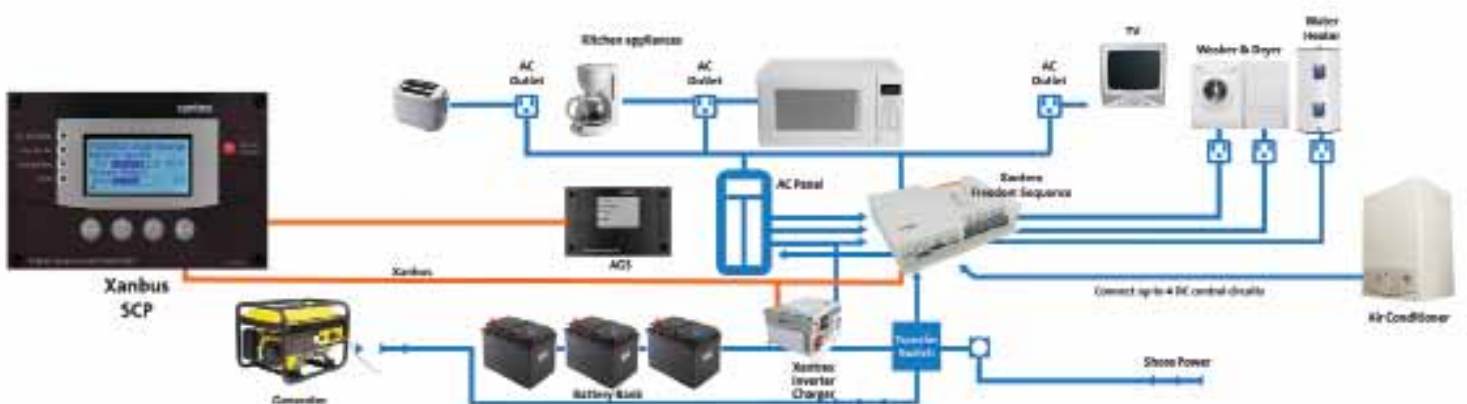 Kitchen appliances
AC
Outlet
AC
Outlet
AC
Outlet
TV
Washer & Dryer
Water
Heater
xantrex
AC Panel
Xantrex
Freedom Sequence
AGS
Xanbus
SCP
Xanbus
Connect up to 4 DC control circuits
Air Conditioner
Transfer
Switch
Shore Power
Generator
Battery Bank
Xantrex
Inverter
Charger